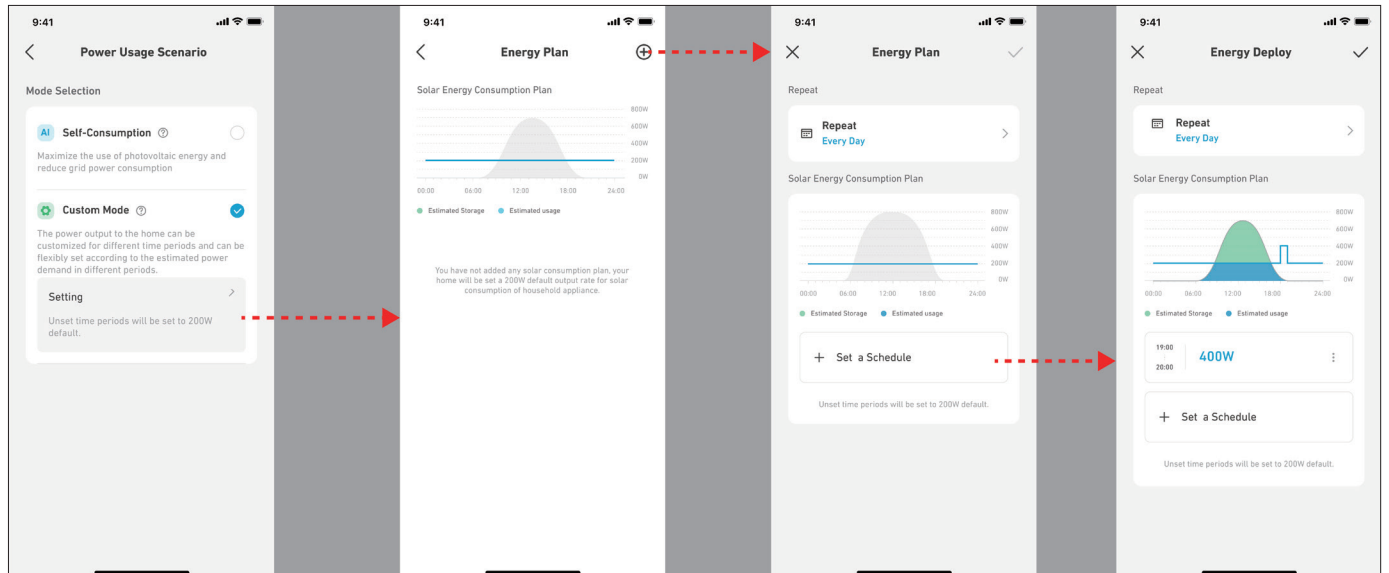 9:41
Power Usage Scenario
Mode Selection
AI Self-Consumption ?
Maximize the use of photovoltaic energy and
reduce grid power consumption
Custom Mode ?
The power output to the home can be
customized for different time periods and can be
flexibly set according to the estimated power
demand in different periods.
Setting
Unset time periods will be set to 200W
default.
9:41
Energy Plan
Solar Energy Consumption Plan
800W
600W
400W
200W
0W
00:00 06:00 12:00 18:00 24:00
Estimated Storage Estimated usage
You have not added any solar consumption plan, your
home will be set a 200W default output rate for solar
consumption of household appliance.
9:41
Energy Plan
Repeat
Repeat
Every Day
Solar Energy Consumption Plan
800W
600W
400W
200W
0W
00:00 06:00 12:00 18:00 24:00
Estimated Storage Estimated usage
+ Set a Schedule
Unset time periods will be set to 200W default.
9:41
Energy Deploy
Repeat
Repeat
Every Day
Solar Energy Consumption Plan
800W
600W
400W
200W
0W
00:00 06:00 12:00 18:00 24:00
Estimated Storage Estimated usage
19:00
400W
20:00
+ Set a Schedule
Unset time periods will be set to 200W default.